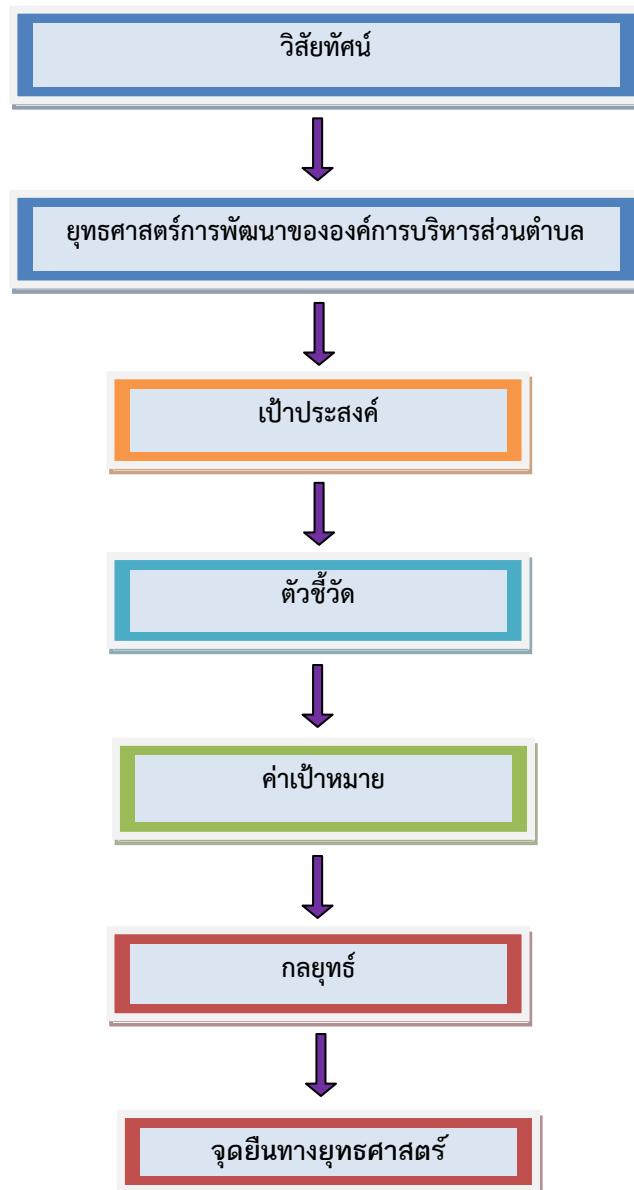 วิสัยทัศน์
ยุทธศาสตร์การพัฒนาขององค์การบริหารส่วนตำบล
เป้าประสงค์
ตัวชี้วัด
ค่าเป้าหมาย
กลยุทธ์
จุดยืนทางยุทธศาสตร์